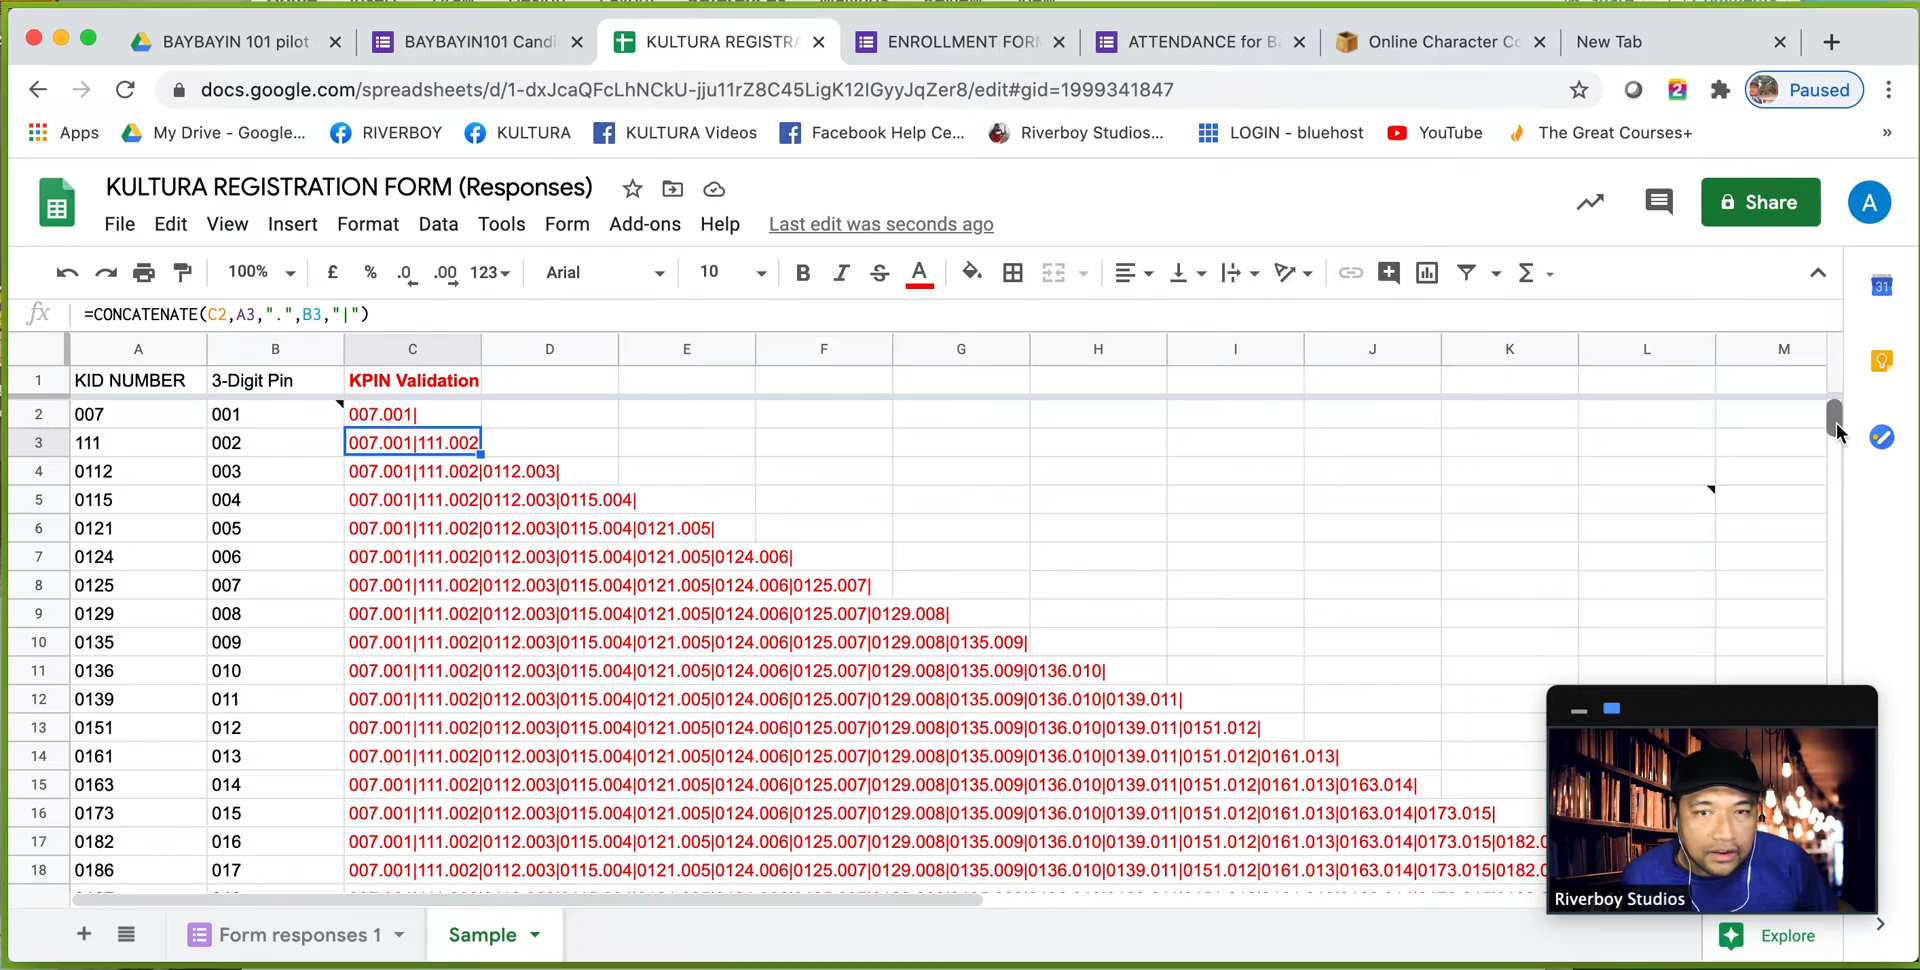 BAYBAYIN 101 pilot
BAYBAYIN101 Candi
KULTURA REGISTRA
ENROLLMENT FORM
ATTENDANCE for Ba
Online Character Co
New Tab
docs.google.com/spreadsheets/d/1-dxJcaQFcLhNCkU-jju11rZ8C45LigK12IGyyJqZer8/edit#gid=1999341847
Paused
Apps My Drive - Google... RIVERBOY KULTURA KULTURA Videos Facebook Help Ce... Riverboy Studios... LOGIN - bluehost YouTube The Great Courses+ »
KULTURA REGISTRATION FORM (Responses)
File Edit View Insert Format Data Tools Form Add-ons Help Last edit was seconds ago
Share
A
100% £ % .0 .00 123 Arial 10 B I S A Σ
31
fx =CONCATENATE(C2,A3,".",B3,"|")
A B C D E F G H I J K L M
1 KID NUMBER 3-Digit Pin KPIN Validation
2 007 001 007.001|
3 111 002 007.001|111.002
4 0112 003 007.001|111.002|0112.003|
5 0115 004 007.001|111.002|0112.003|0115.004|
6 0121 005 007.001|111.002|0112.003|0115.004|0121.005|
7 0124 006 007.001|111.002|0112.003|0115.004|0121.005|0124.006|
8 0125 007 007.001|111.002|0112.003|0115.004|0121.005|0124.006|0125.007|
9 0129 008 007.001|111.002|0112.003|0115.004|0121.005|0124.006|0125.007|0129.008|
10 0135 009 007.001|111.002|0112.003|0115.004|0121.005|0124.006|0125.007|0129.008|0135.009|
11 0136 010 007.001|111.002|0112.003|0115.004|0121.005|0124.006|0125.007|0129.008|0135.009|0136.010|
12 0139 011 007.001|111.002|0112.003|0115.004|0121.005|0124.006|0125.007|0129.008|0135.009|0136.010|0139.011|
13 0151 012 007.001|111.002|0112.003|0115.004|0121.005|0124.006|0125.007|0129.008|0135.009|0136.010|0139.011|0151.012|
14 0161 013 007.001|111.002|0112.003|0115.004|0121.005|0124.006|0125.007|0129.008|0135.009|0136.010|0139.011|0151.012|0161.013|
15 0163 014 007.001|111.002|0112.003|0115.004|0121.005|0124.006|0125.007|0129.008|0135.009|0136.010|0139.011|0151.012|0161.013|0163.014|
16 0173 015 007.001|111.002|0112.003|0115.004|0121.005|0124.006|0125.007|0129.008|0135.009|0136.010|0139.011|0151.012|0161.013|0163.014|0173.015|
17 0182 016 007.001|111.002|0112.003|0115.004|0121.005|0124.006|0125.007|0129.008|0135.009|0136.010|0139.011|0151.012|0161.013|0163.014|0173.015|0182.0
18 0186 017 007.001|111.002|0112.003|0115.004|0121.005|0124.006|0125.007|0129.008|0135.009|0136.010|0139.011|0151.012|0161.013|0163.014|0173.015|0182.0
Riverboy Studios
Form responses 1
Sample
Explore